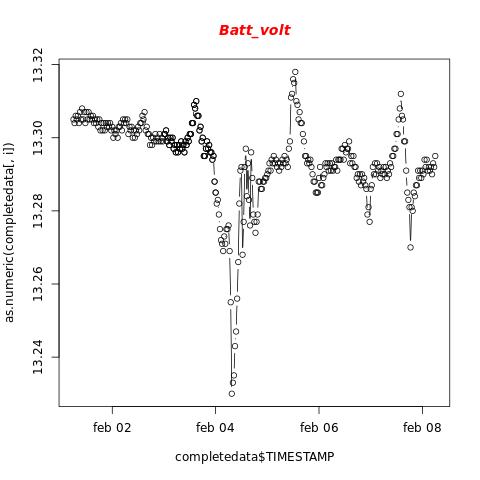 Batt_volt
as.numeric(completedata[, i])
13.32
13.30
13.28
13.26
13.24
feb 02 feb 04 feb 06 feb 08
completedata$TIMESTAMP